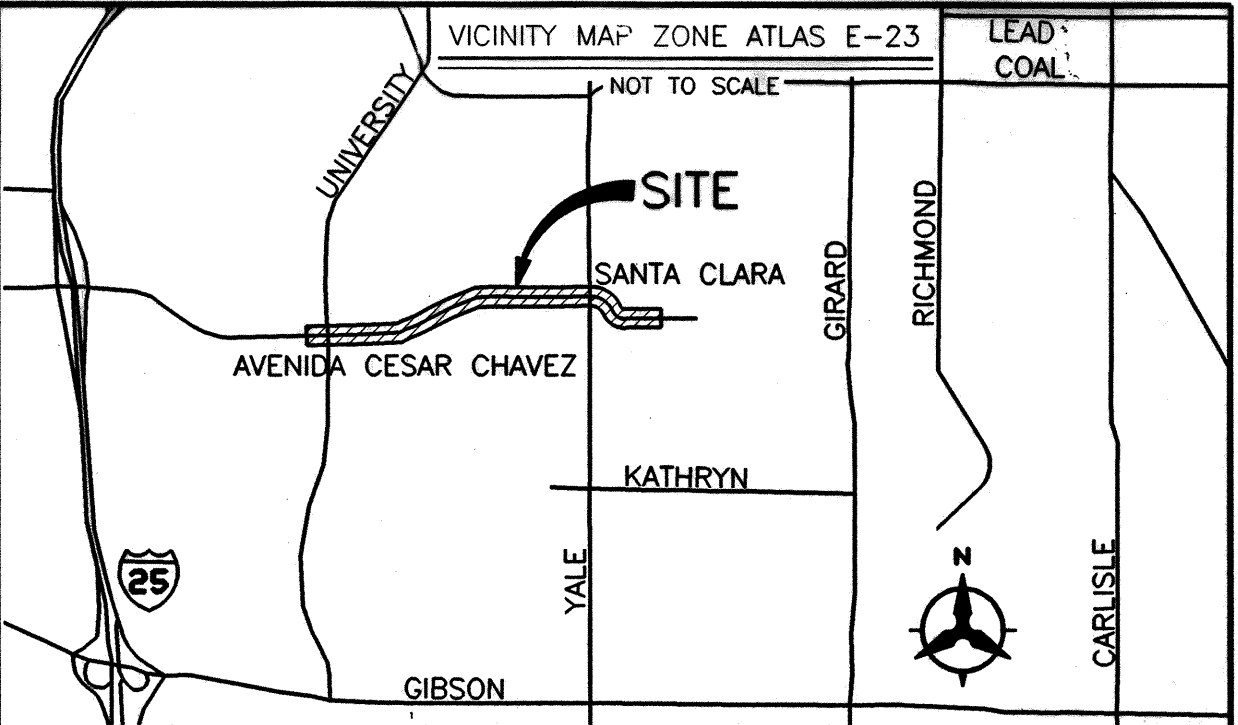 VICINITY MAP ZONE ATLAS E-23
LEAD
COAL
NOT TO SCALE
UNIVERSITY
SITE
RICHMOND
GIRARD
SANTA CLARA
AVENIDA CESAR CHAVEZ
KATHRYN
YALE
25
N
CARLISLE
GIBSON